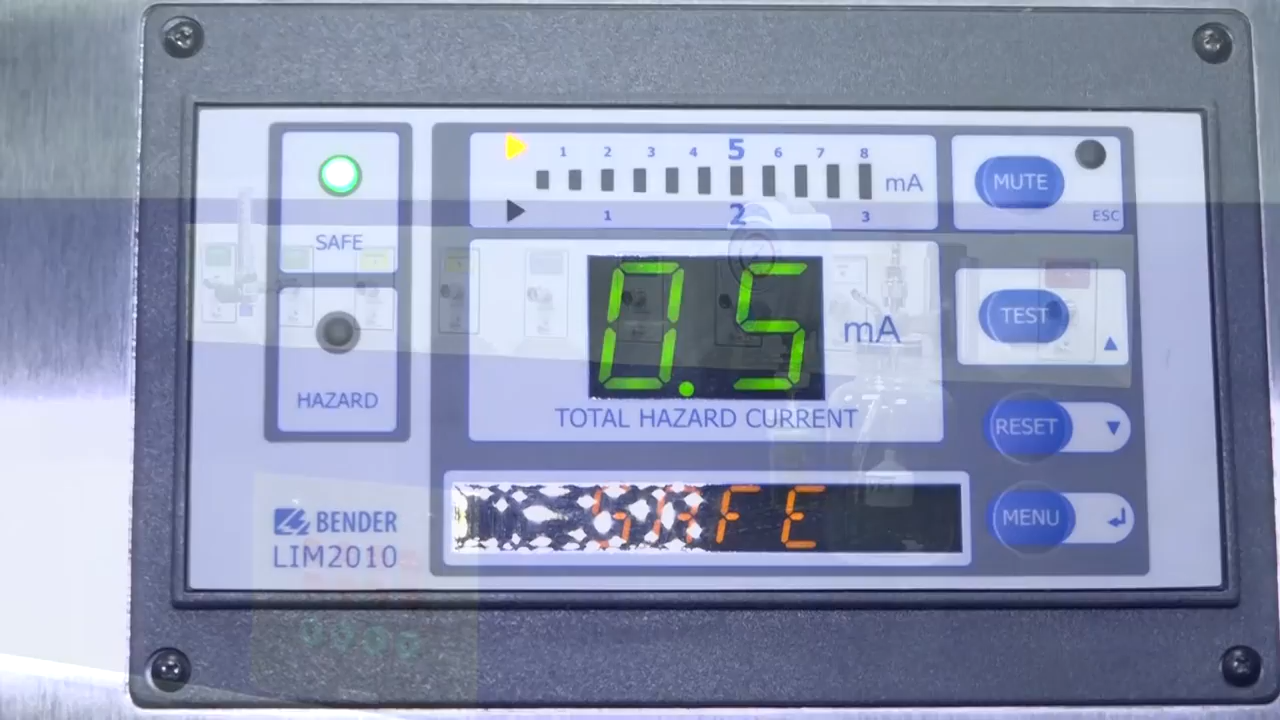 1 2 3 4 5 6 7 8
mA
1 2 3
MUTE
ESC
SAFE
0.5
mA
TEST
HAZARD
TOTAL HAZARD CURRENT
RESET
SAFE
BENDER
LIM2010
MENU